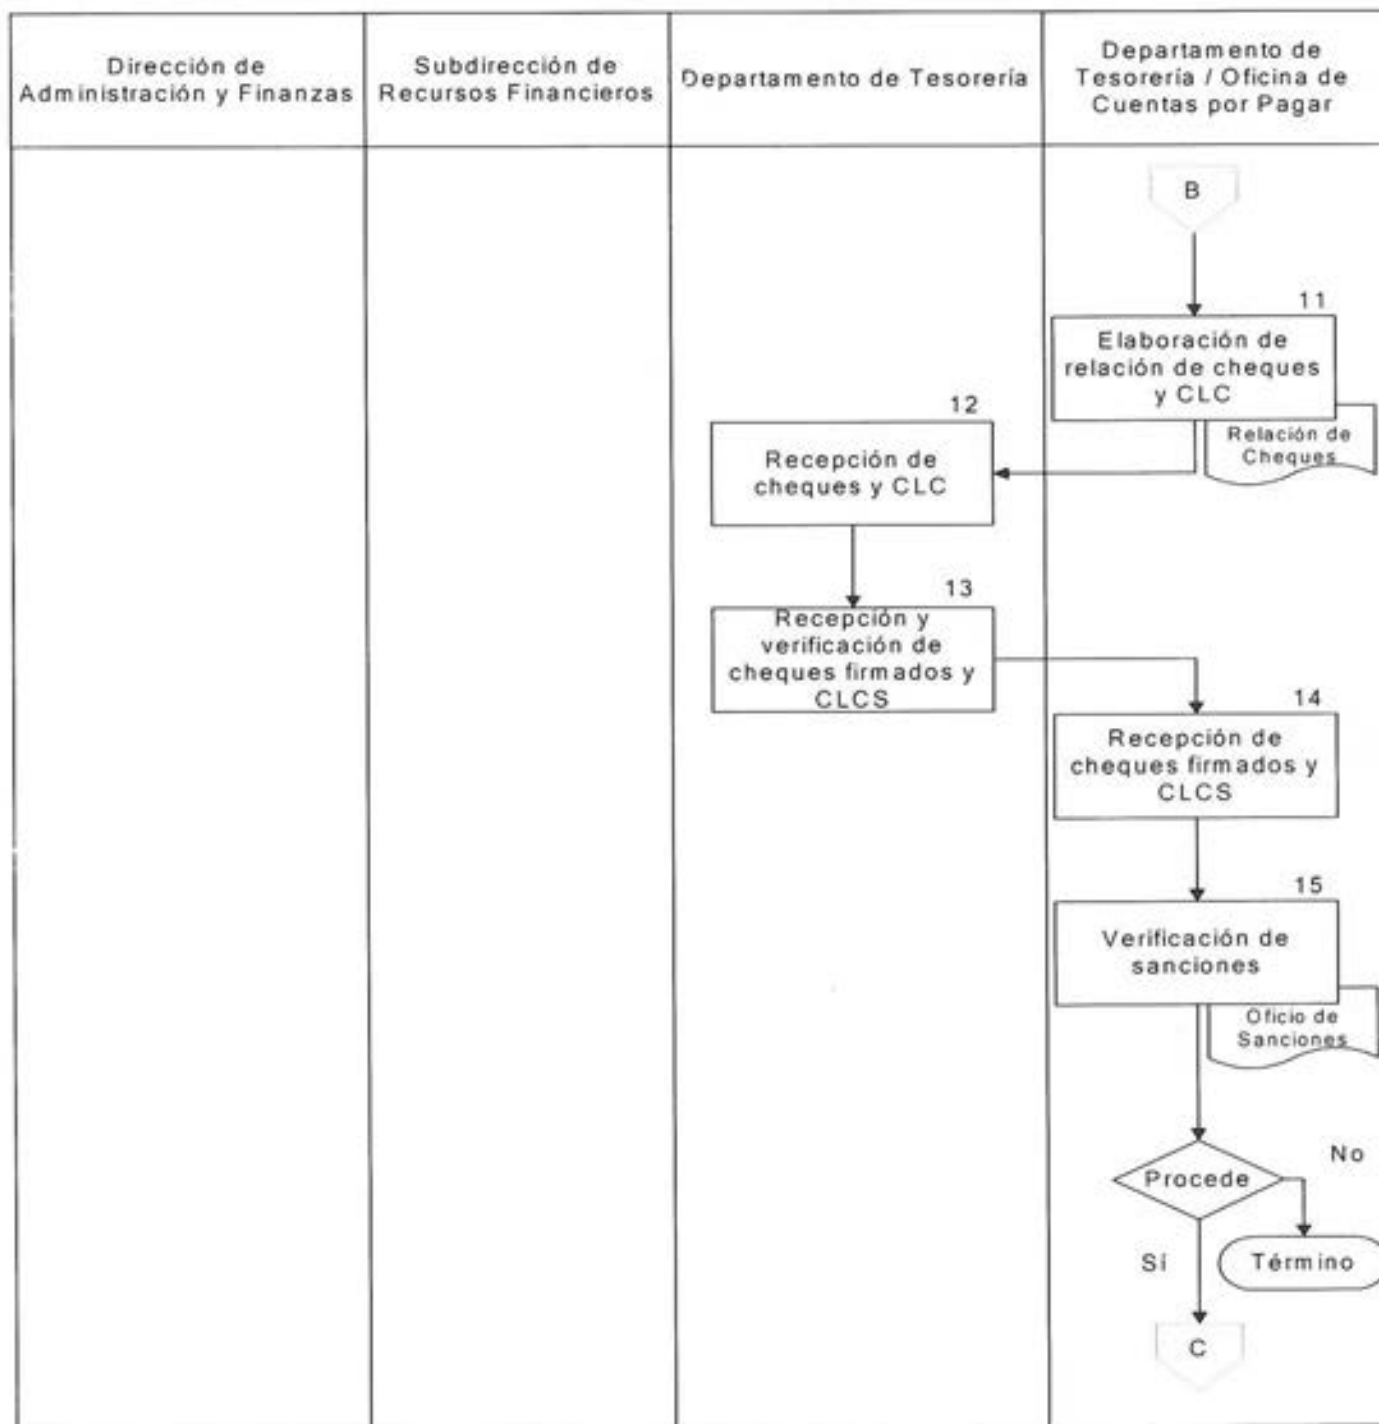 Dirección de
Administración y Finanzas
Subdirección de
Recursos Financieros
Departamento de Tesorería
Departamento de
Tesorería / Oficina de
Cuentas por Pagar
B
11
Elaboración de
relación de cheques
y CLC
Relación de
Cheques
12
Recepción de
cheques y CLC
13
Recepción y
verificación de
cheques firmados y
CLCS
14
Recepción de
cheques firmados y
CLCS
15
Verificación de
sanciones
Oficio de
Sanciones
Procede
No
Sí
Término
C